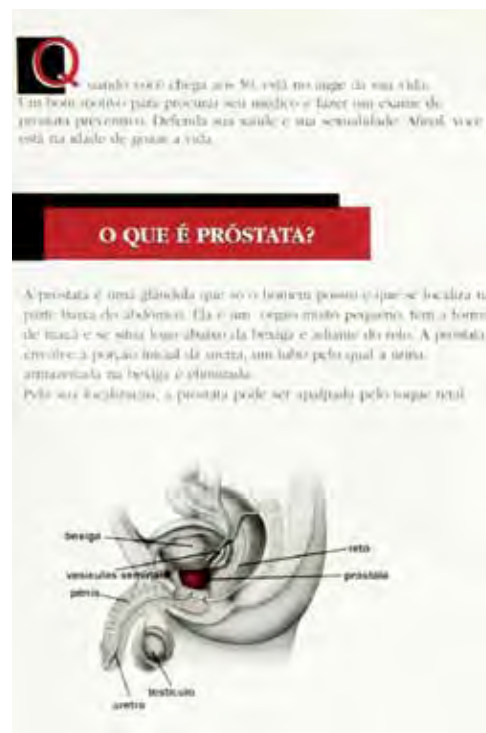 Quando você chega aos 50, está no auge da sua vida.
Um bom motivo para procurar seu médico e fazer um exame de
próstata preventivo. Defenda sua saúde e sua sexualidade. Afinal, você
está na idade de gozar a vida.
O QUE É PRÓSTATA?
A próstata é uma glândula que só o homem possui e que se localiza na
parte baixa do abdômen. Ela é um órgão muito pequeno, tem a forma
de maçã e se situa logo abaixo da bexiga e adiante do reto. A próstata
envolve a porção inicial da uretra, um tubo pelo qual a urina
armazenada na bexiga é eliminada.
Pela sua localização, a próstata pode ser apalpada pelo toque retal.
bexiga
reto
vesículas seminais
próstata
pênis
testículo
uretra